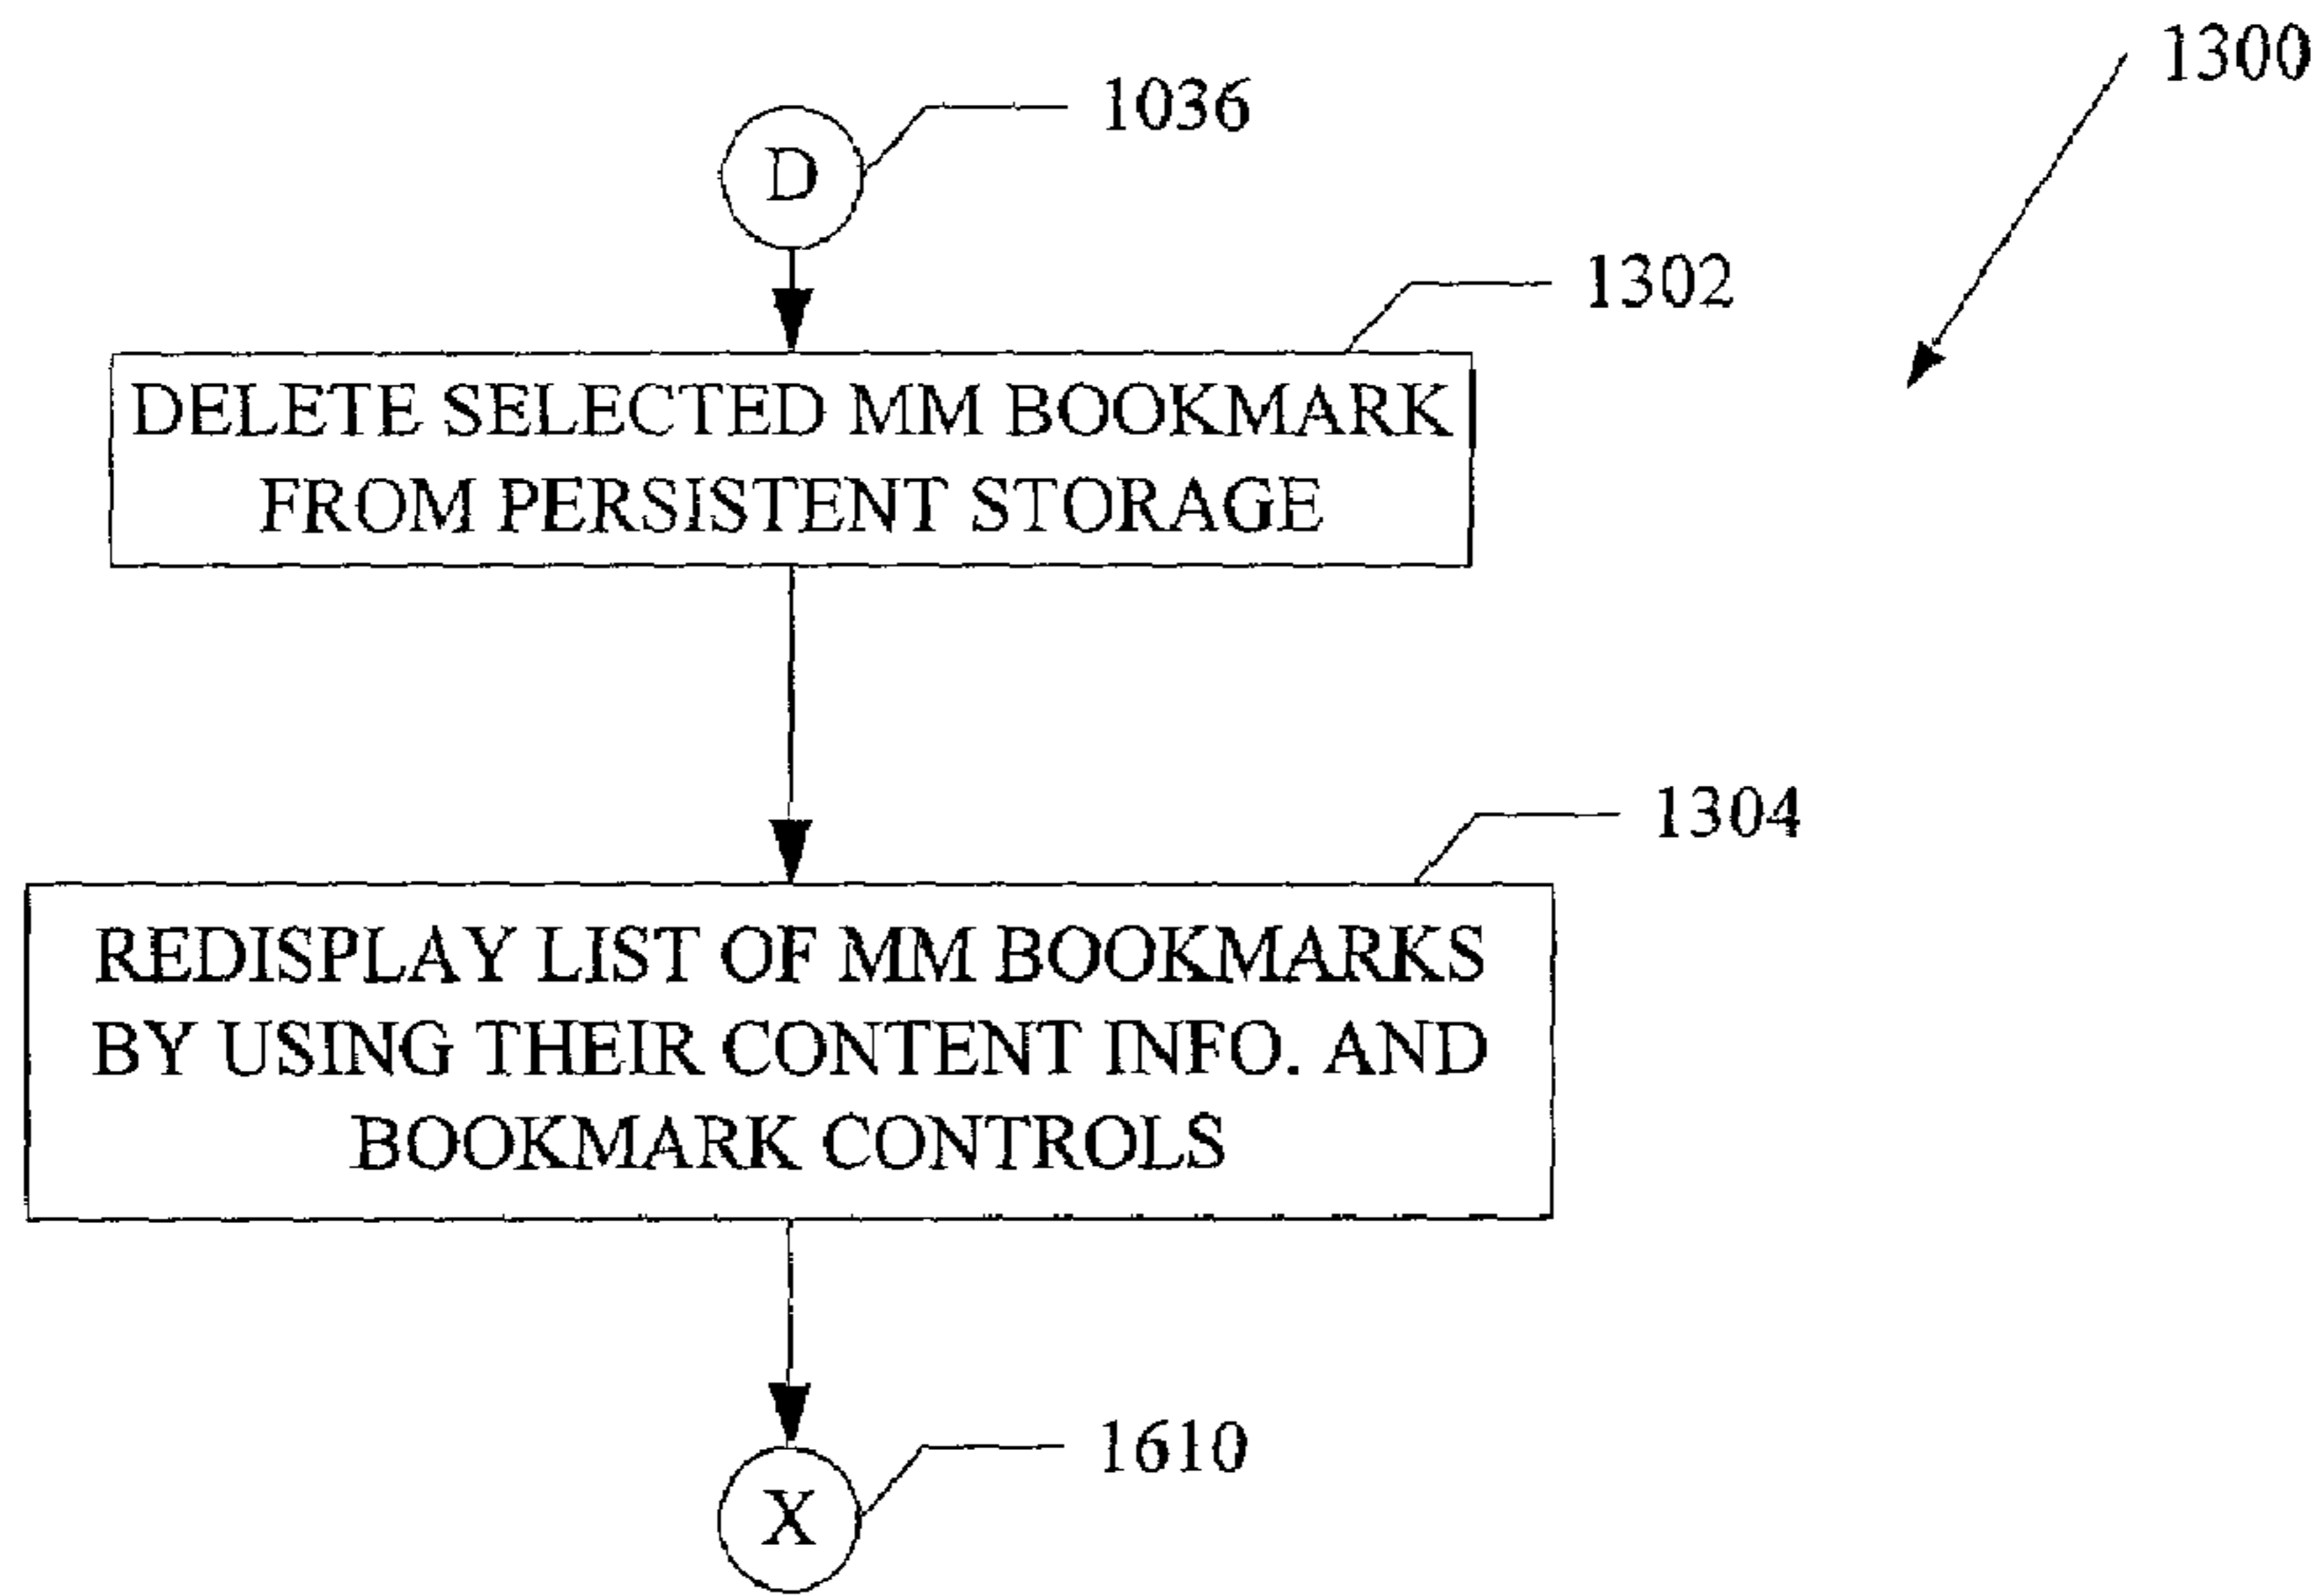 1300
1036
D
1302
DELETE SELECTED MM BOOKMARK
FROM PERSISTENT STORAGE
1304
REDISPLAY LIST OF MM BOOKMARKS
BY USING THEIR CONTENT INFO. AND
BOOKMARK CONTROLS
1610
X